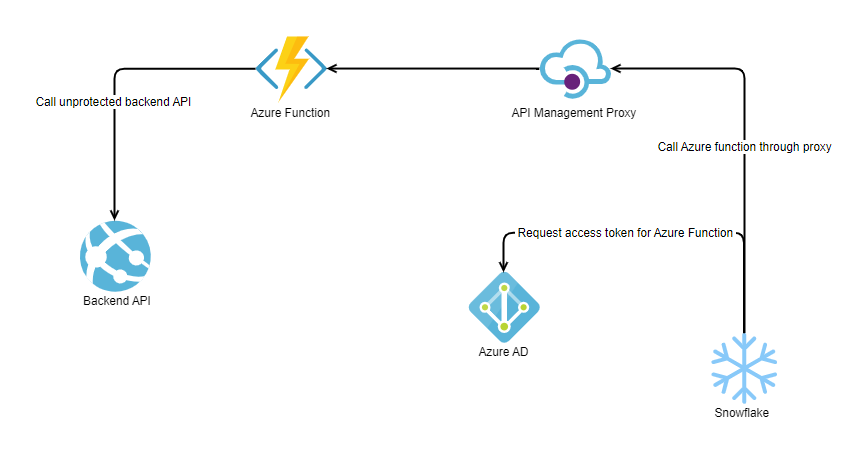 Call unprotected backend API
Azure Function
API Management Proxy
Call Azure function through proxy
Request access token for Azure Function
Backend API
Azure AD
Snowflake